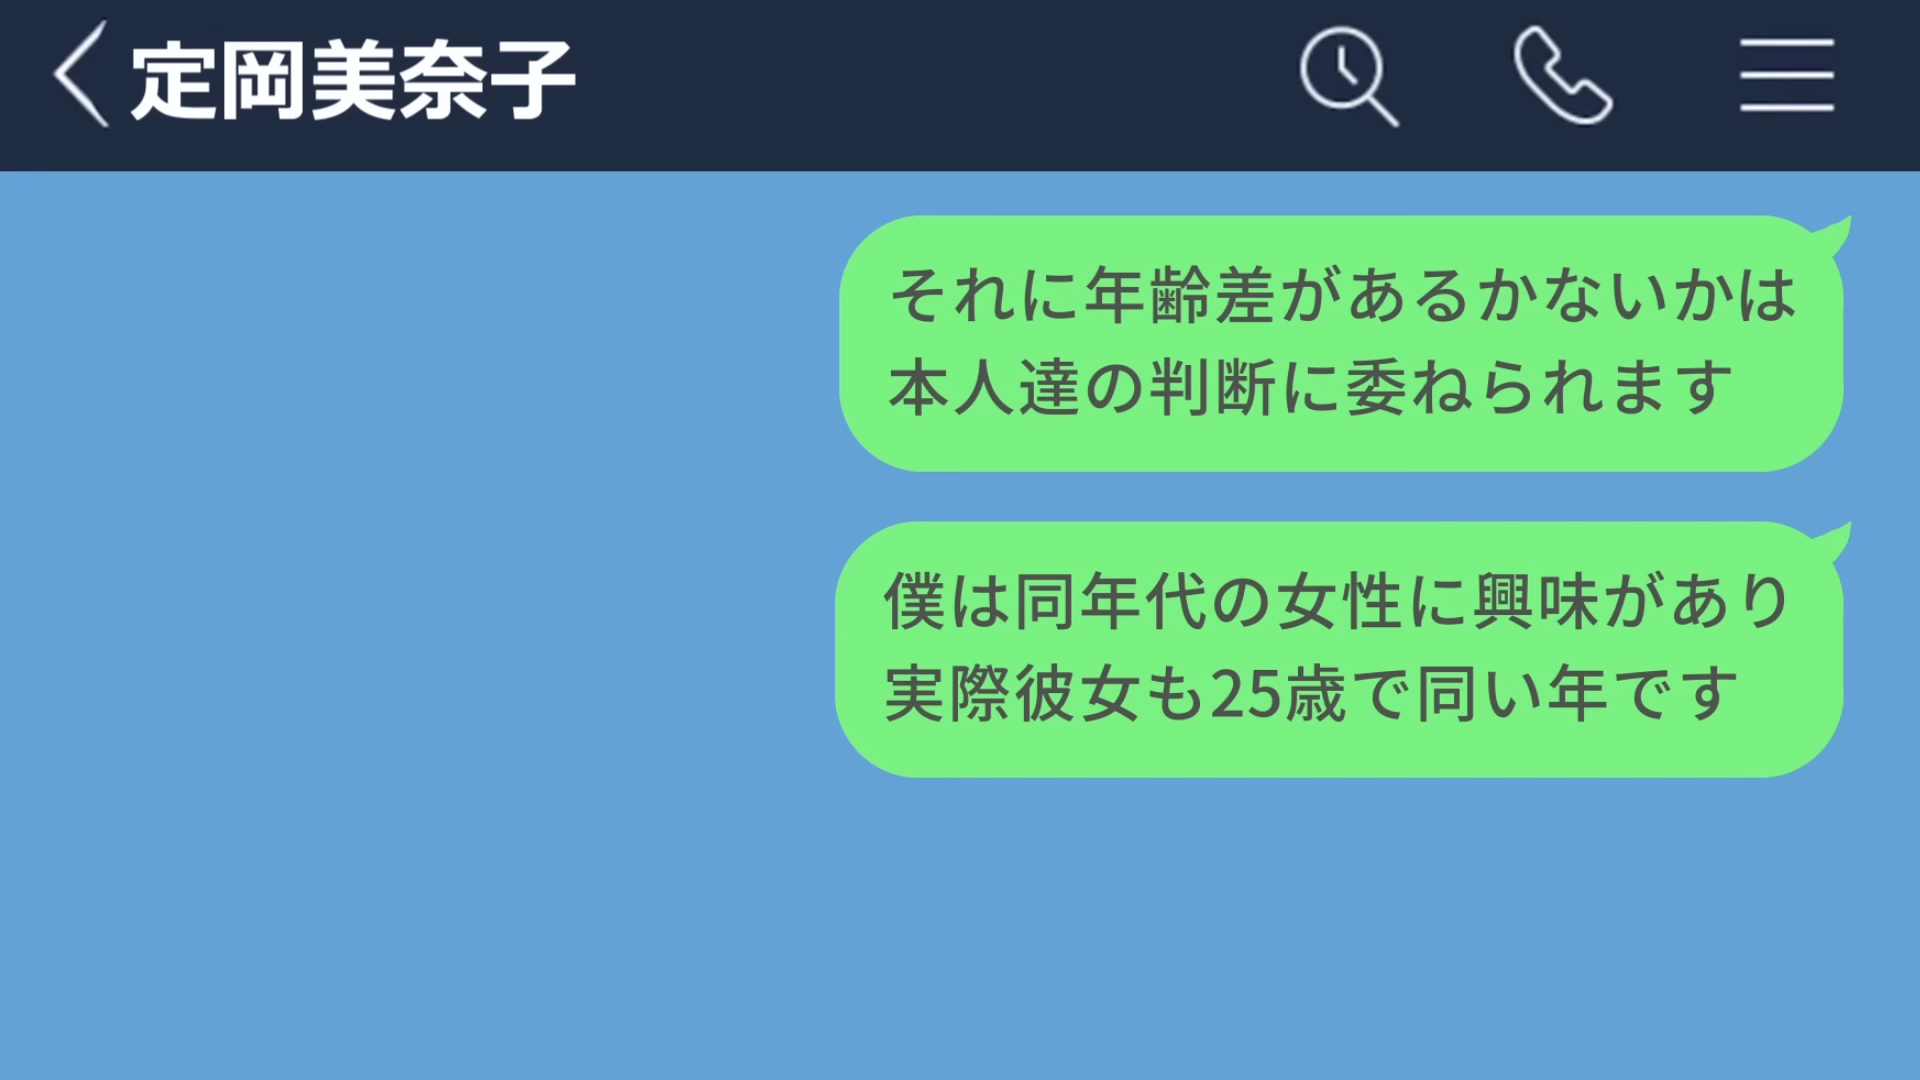 定岡美奈子
それに年齢差があるかないかは
本人達の判断に委ねられます
僕は同年代の女性に興味があり
実際彼女も25歳で同い年です